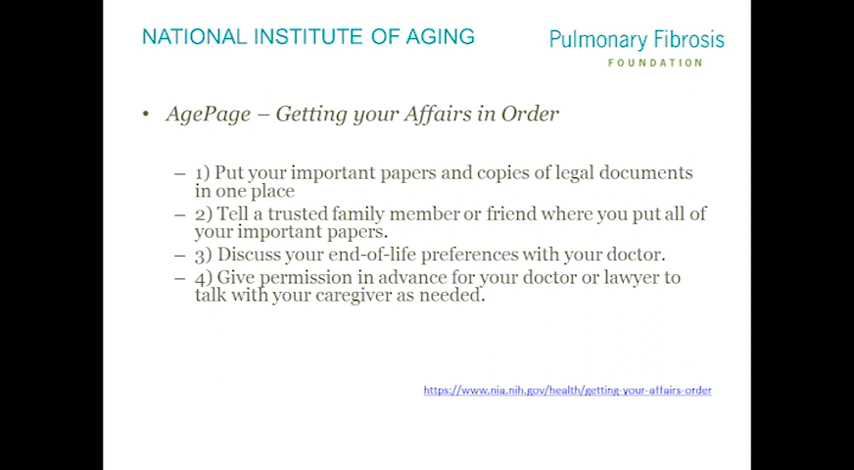 NATIONAL INSTITUTE OF AGING
Pulmonary Fibrosis
FOUNDATION
• AgePage – Getting your Affairs in Order
– 1) Put your important papers and copies of legal documents
in one place
– 2) Tell a trusted family member or friend where you put all of
your important papers.
– 3) Discuss your end-of-life preferences with your doctor.
– 4) Give permission in advance for your doctor or lawyer to
talk with your caregiver as needed.
https://www.nia.nih.gov/health/getting-your-affairs-order